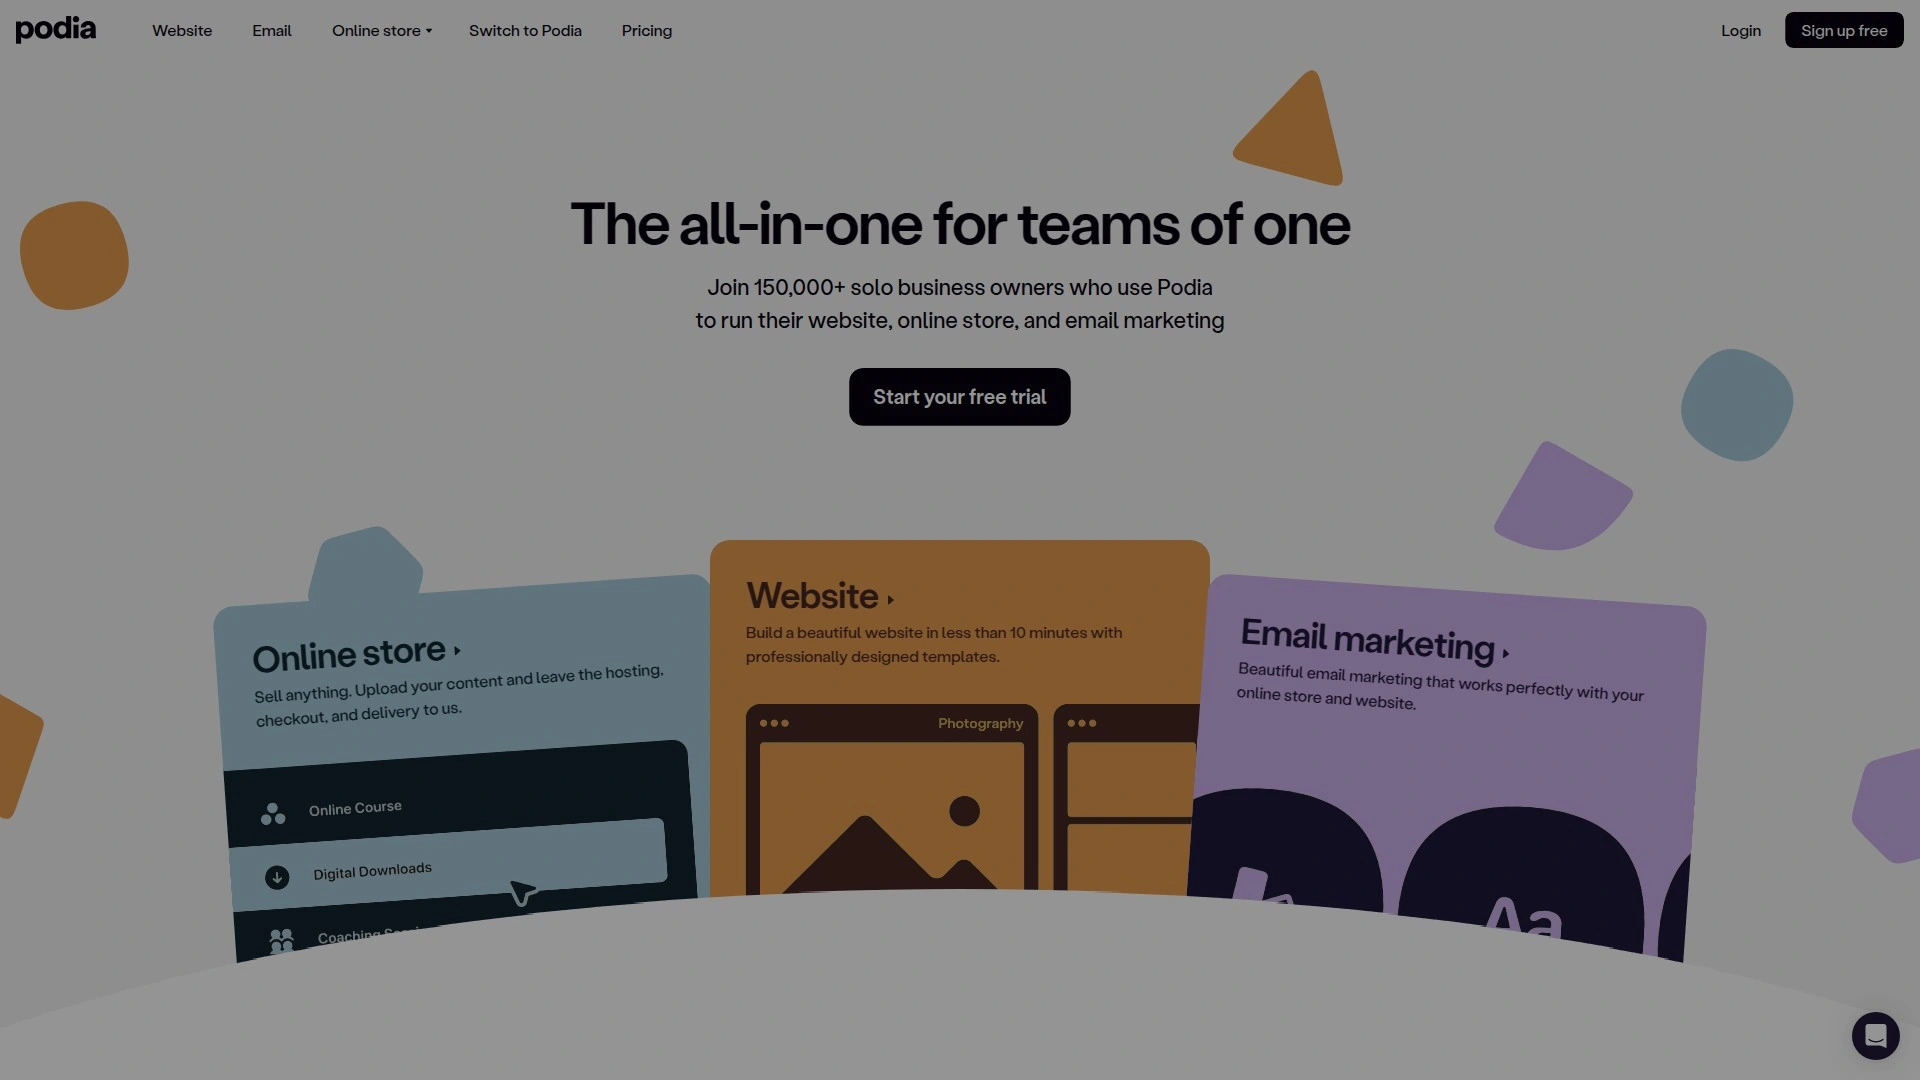 podia
Website
Email
Online store
Switch to Podia
Pricing
Login
Sign up free
The all-in-one for teams of one
Join 150,000+ solo business owners who use Podia
to run their website, online store, and email marketing
Start your free trial
Online store
Sell anything. Upload your content and leave the hosting,
checkout, and delivery to us.
Online Course
Digital Downloads
Coaching
Website
Build a beautiful website in less than 10 minutes with
professionally designed templates.
Photography
Email marketing
Beautiful email marketing that works perfectly with your
online store and website.
Aa